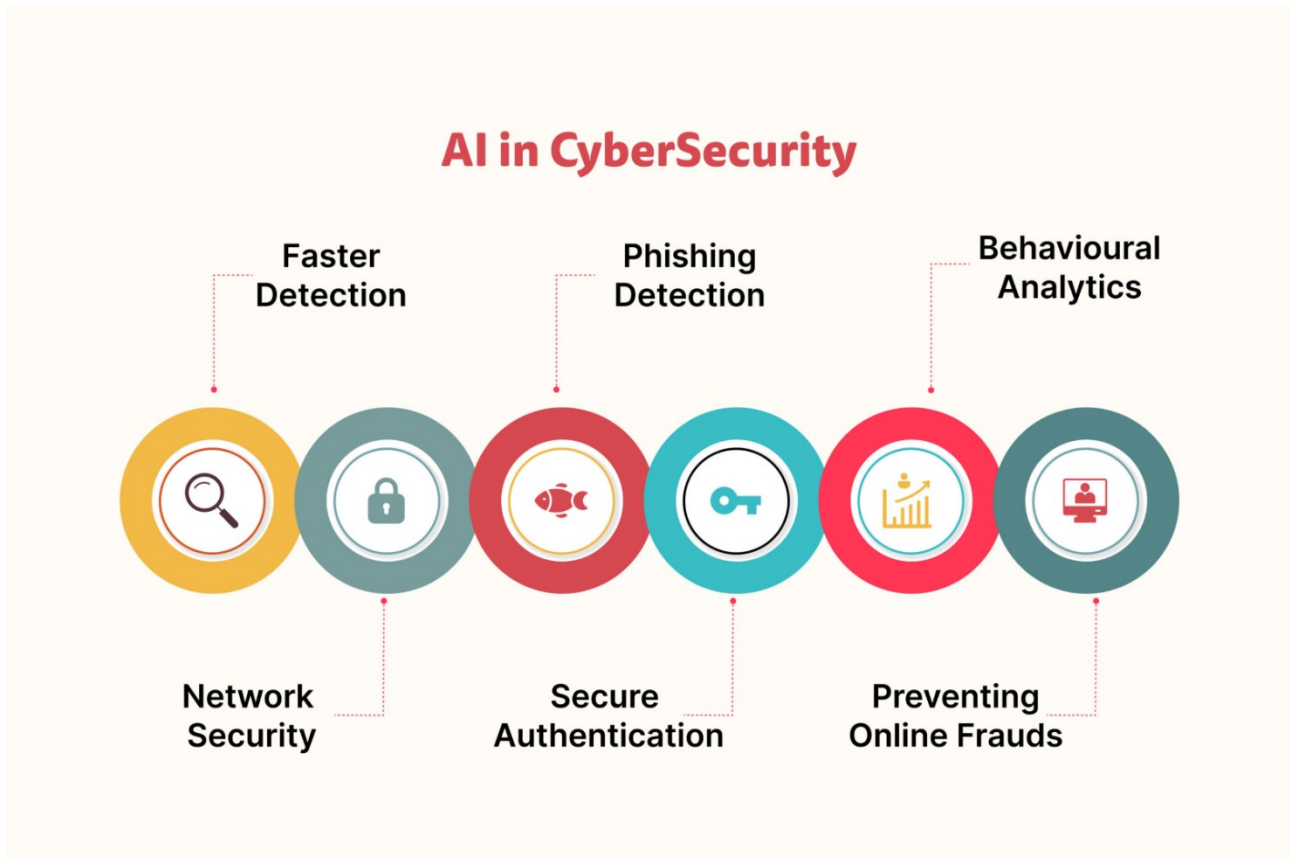 AI in CyberSecurity
Faster
Detection
Phishing
Detection
Behavioural
Analytics
Network
Security
Secure
Authentication
Preventing
Online Frauds